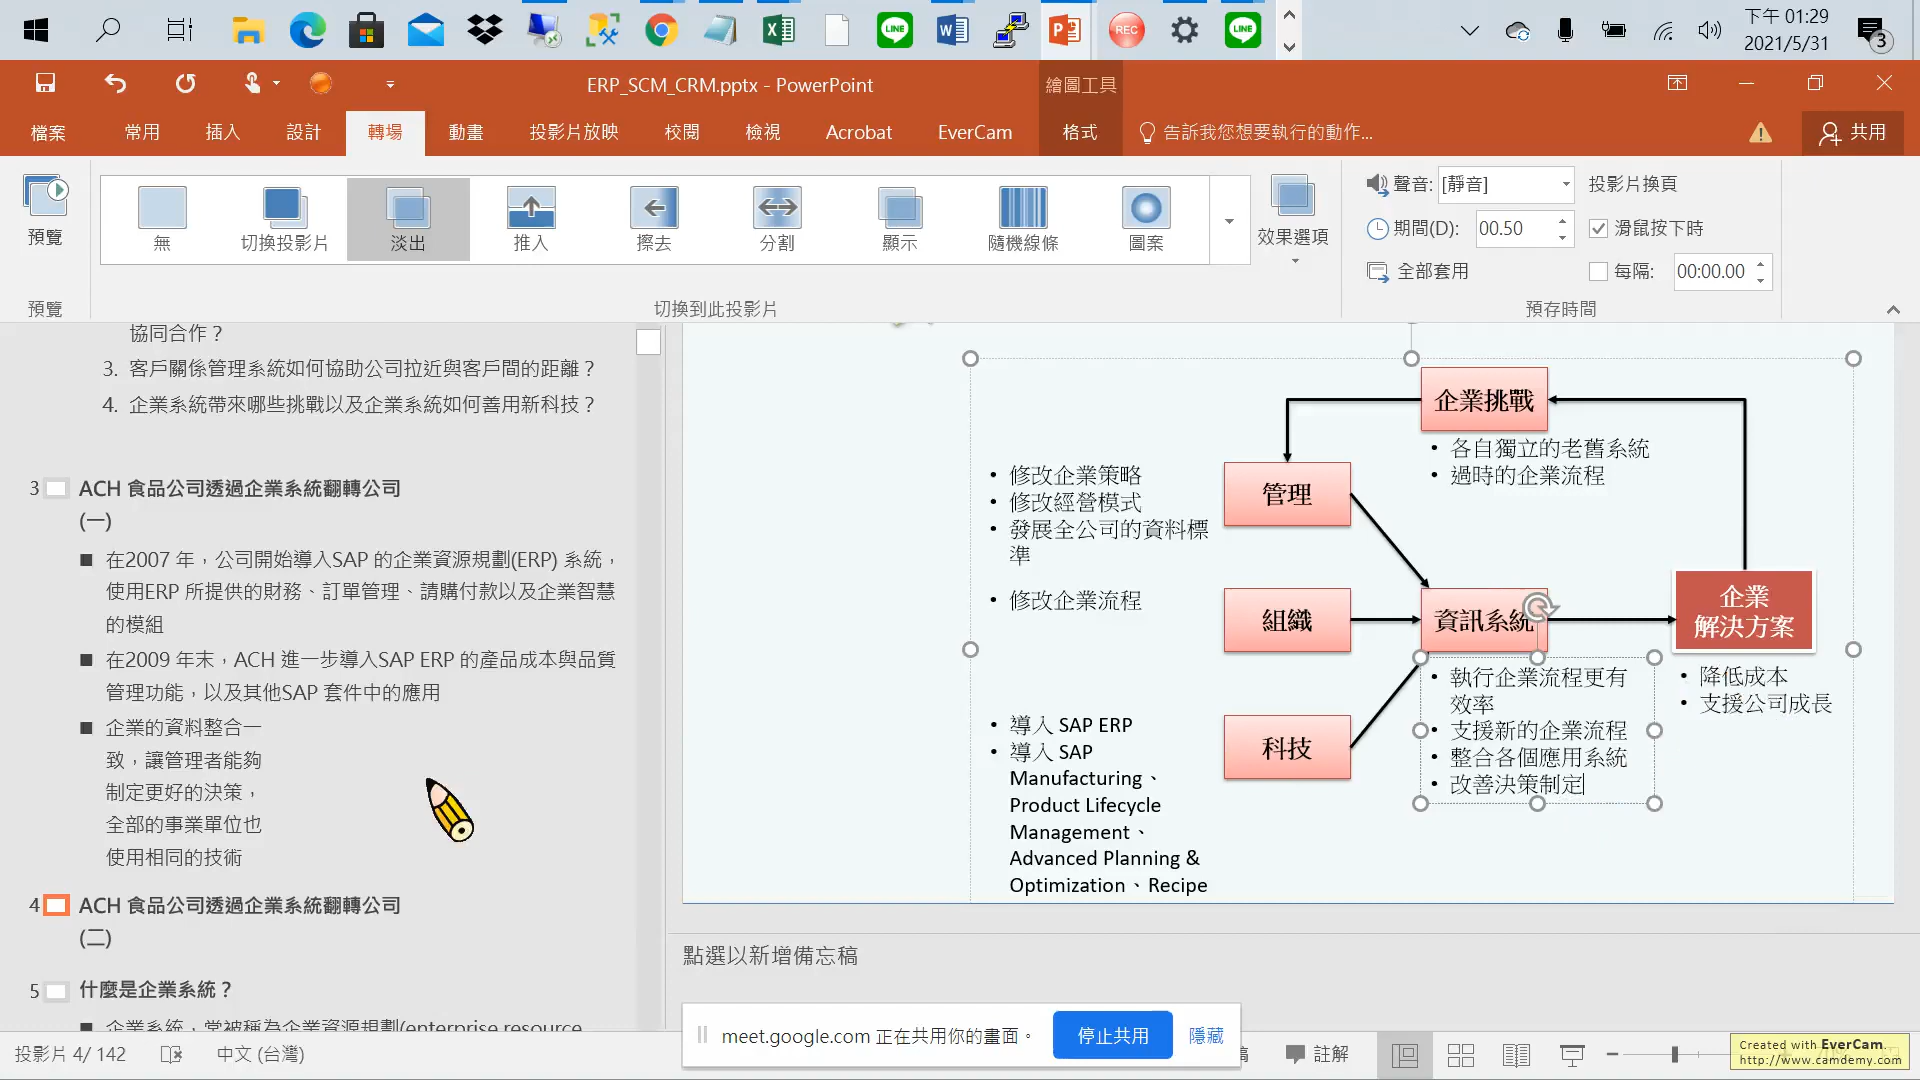 下午 01:29
2021/5/31
3
LINE
REC
LINE
ERP_SCM_CRM.pptx - PowerPoint
繪圖工具
檔案 常用 插入 設計 轉場 動畫 投影片放映 校閱 檢視 Acrobat EverCam 格式 告訴我您想要執行的動作... 共用
預覽
無 切換投影片 淡出 推入 擦去 分割 顯示 隨機線條 圖案
效果選項
聲音: [靜音] 投影片換頁
期間(D): 00.50 滑鼠按下時
全部套用 每隔: 00:00.00
預覽 切換到此投影片 預存時間
協同合作？
3. 客戶關係管理系統如何協助公司拉近與客戶間的距離？
4. 企業系統帶來哪些挑戰以及企業系統如何善用新科技？
3 ACH 食品公司透過企業系統翻轉公司
(一)
■ 在2007 年，公司開始導入SAP 的企業資源規劃(ERP) 系統，
使用ERP 所提供的財務、訂單管理、請購付款以及企業智慧
的模組
■ 在2009 年末，ACH 進一步導入SAP ERP 的產品成本與品質
管理功能，以及其他SAP 套件中的應用
■ 企業的資料整合一
致，讓管理者能夠
制定更好的決策，
全部的事業單位也
使用相同的技術
4 ACH 食品公司透過企業系統翻轉公司
(二)
5 什麼是企業系統？
■ 企業系統，常被稱為企業資源規劃(enterprise resource
企業挑戰
• 各自獨立的老舊系統
• 過時的企業流程
• 修改企業策略
• 修改經營模式
• 發展全公司的資料標
準
管理
• 修改企業流程
組織
資訊系統
企業
解決方案
• 執行企業流程更有
效率
• 支援新的企業流程
• 整合各個應用系統
• 改善決策制定
• 降低成本
• 支援公司成長
• 導入 SAP ERP
• 導入 SAP
Manufacturing、
Product Lifecycle
Management、
Advanced Planning &
Optimization、Recipe
科技
點選以新增備忘稿
meet.google.com 正在共用你的畫面。 停止共用 隱藏
投影片 4/ 142 中文 (台灣) 註解
Created with EverCam.
http://www.camdemy.com